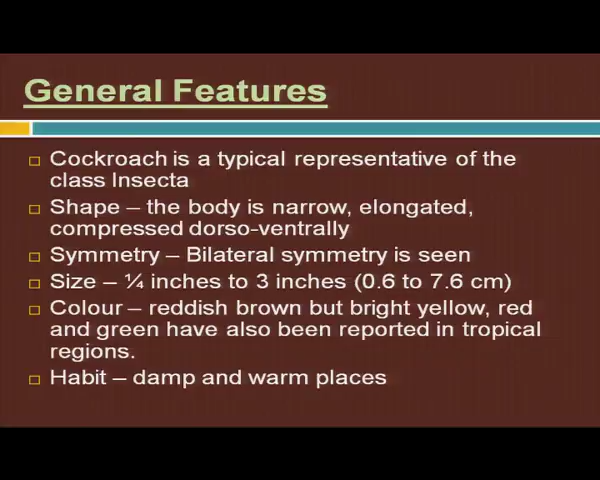 General Features
Cockroach is a typical representative of the
class Insecta
Shape – the body is narrow, elongated,
compressed dorso-ventrally
Symmetry – Bilateral symmetry is seen
Size – ¼ inches to 3 inches (0.6 to 7.6 cm)
Colour – reddish brown but bright yellow, red
and green have also been reported in tropical
regions.
Habit – damp and warm places